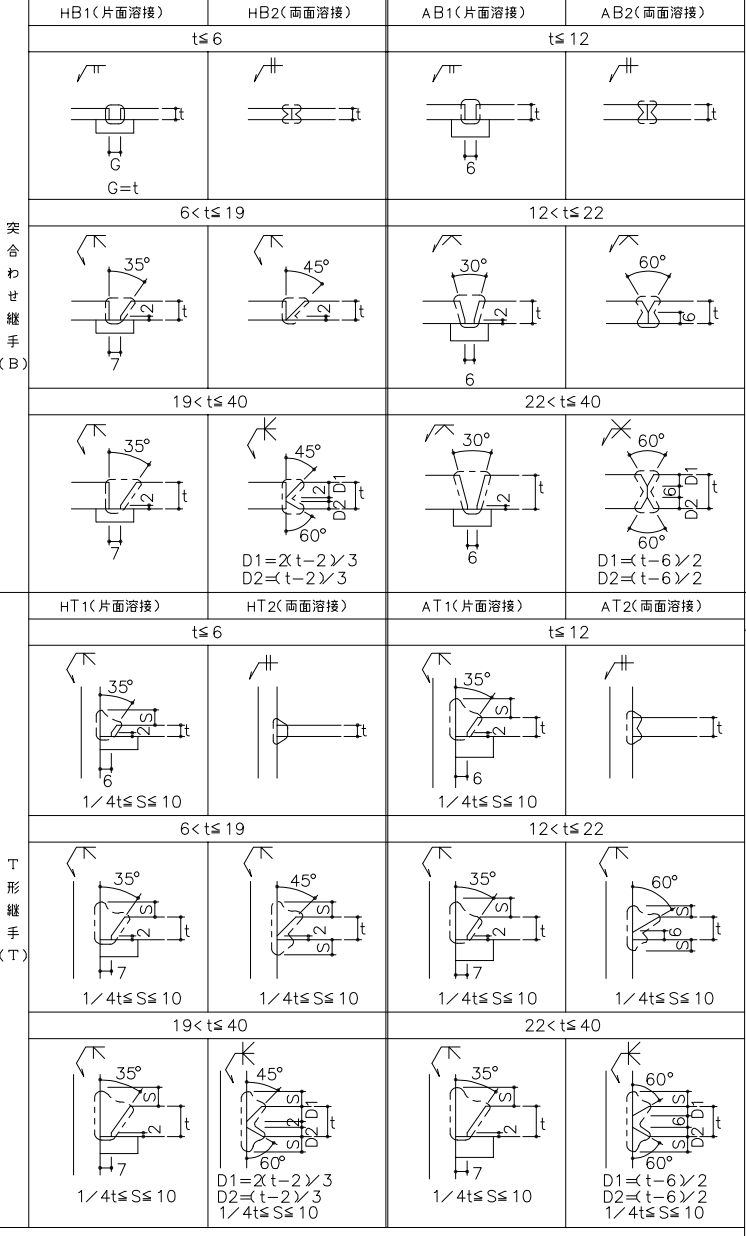 HB1(片面溶接) HB2(両面溶接) AB1(片面溶接) AB2(両面溶接)
t≦6 t≦12
t t t t
G 6
G=t
突合わせ継手(B)
6<t≦19 12<t≦22
35° 45° 30° 60°
2 t 2 t 2 t 6 t
7 6
19<t≦40 22<t≦40
35° 45° 30° 60°
2 t D1 2 D2 t 2 t D1 6 D2 t
7 60° 6 60°
D1=2(t-2)/3 D1=(t-6)/2
D2=(t-2)/3 D2=(t-6)/2
HT1(片面溶接) HT2(両面溶接) AT1(片面溶接) AT2(両面溶接)
t≦6 t≦12
35° 35°
S 2 t t S 2 t t
6 6
1/4t≦S≦10 1/4t≦S≦10
T形継手(T)
6<t≦19 12<t≦22
35° 45° 35° 60°
S 2 t S 2 S t S 2 t S 6 S t
7 7
1/4t≦S≦10 1/4t≦S≦10 1/4t≦S≦10 1/4t≦S≦10
19<t≦40 22<t≦40
35° 45° 35° 60°
S 2 t S D1 2 D2 S t S 2 t S D1 6 D2 S t
7 60° 7 60°
1/4t≦S≦10 D1=2(t-2)/3 1/4t≦S≦10 D1=(t-6)/2
D2=(t-2)/3 D2=(t-6)/2
1/4t≦S≦10 1/4t≦S≦10